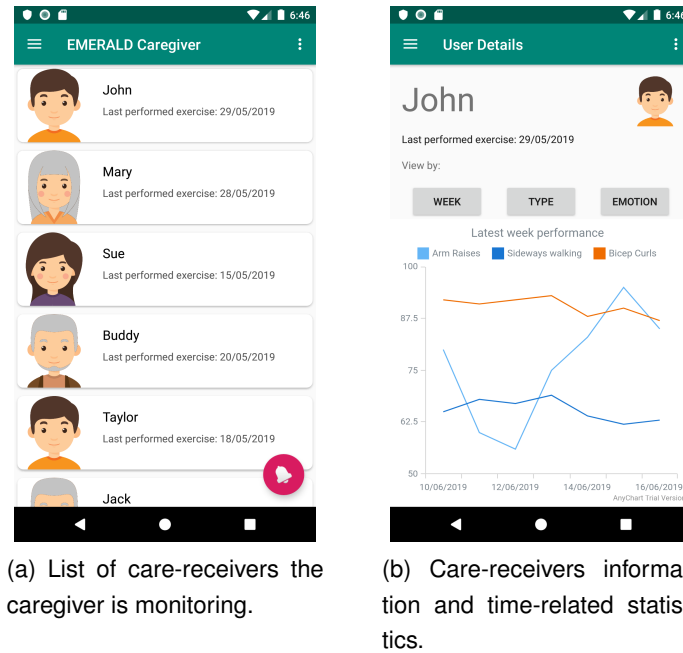 6:46
EMERALD Caregiver
John
Last performed exercise: 29/05/2019
Mary
Last performed exercise: 28/05/2019
Sue
Last performed exercise: 15/05/2019
Buddy
Last performed exercise: 20/05/2019
Taylor
Last performed exercise: 18/05/2019
Jack
(a) List of care-receivers the
caregiver is monitoring.
6:46
User Details
John
Last performed exercise: 29/05/2019
View by:
WEEK TYPE EMOTION
Latest week performance
Arm Raises Sideways walking Bicep Curls
100
87.5
75
62.5
50
10/06/2019 12/06/2019 14/06/2019 16/06/2019
AnyChart Trial Version
(b) Care-receivers informa
tion and time-related statis
tics.